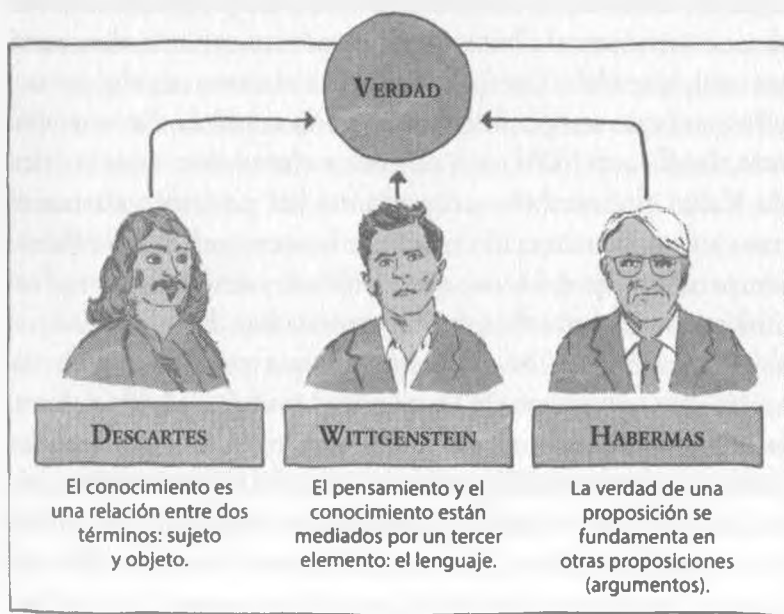 VERDAD
DESCARTES
El conocimiento es
una relación entre dos
términos: sujeto
y objeto.
WITTGENSTEIN
El pensamiento y el
conocimiento están
mediados por un tercer
elemento: el lenguaje.
HABERMAS
La verdad de una
proposición se
fundamenta en
otras proposiciones
(argumentos).